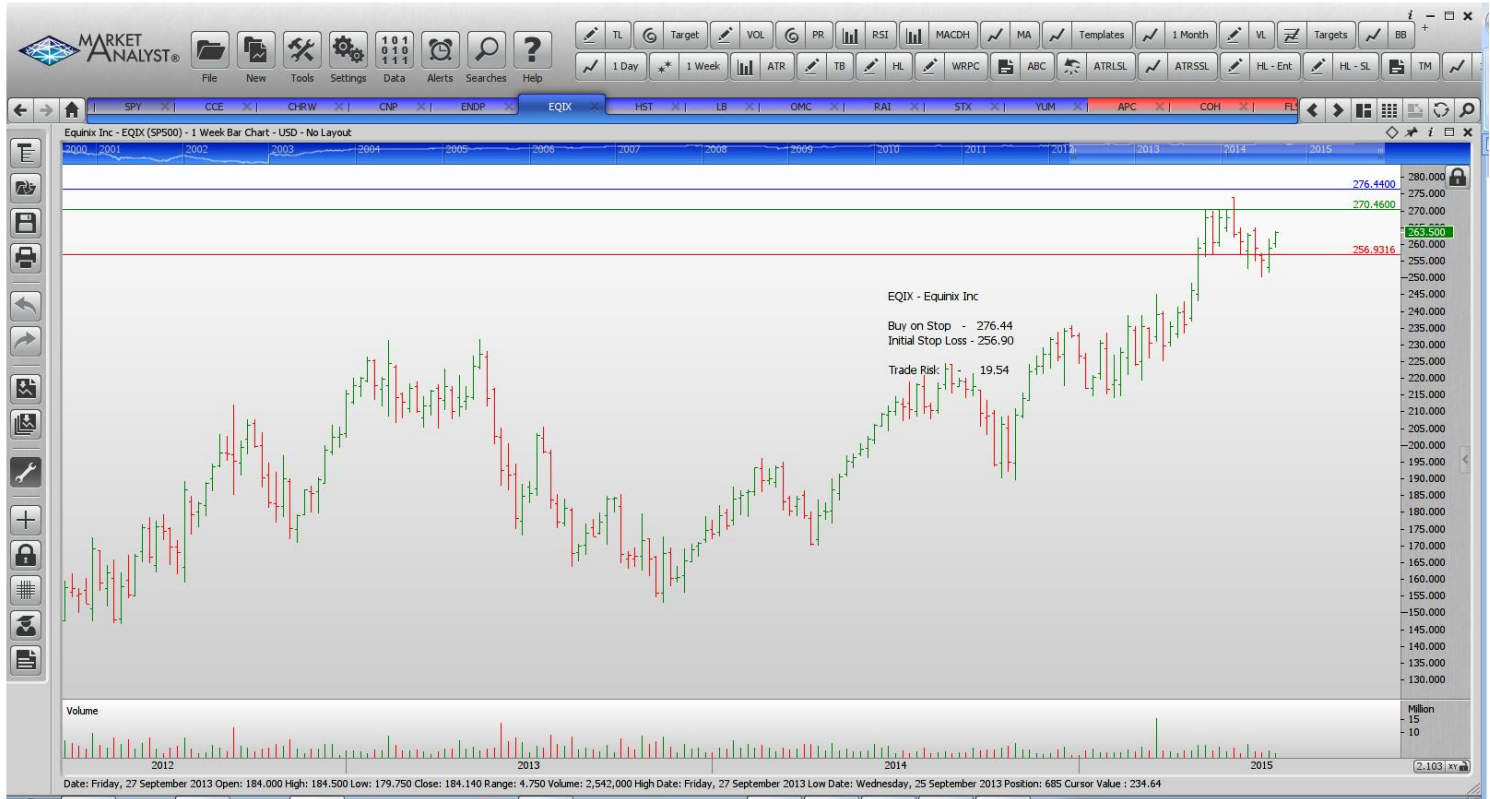 MARKET
ANALYST®
File New Tools Settings Data Alerts Searches Help
TL Target VOL PR RSI MACDH MA Templates 1 Month VL Targets BB
1 Day 1 Week ATR TB HL WRPC ABC ATRLSL ATRSSL HL - Ent HL - SL TM
SPY CCE CHRW CNP ENDP EQIX HST LB OMC RAI STX YUM APC COH
Equinix Inc - EQIX (SP500) - 1 Week Bar Chart - USD - No Layout
2000 2001 2002 2003 2004 2005 2006 2007 2008 2009 2010 2011 2012 2013 2014 2015
280.000
276.4400
275.000
270.4600
270.000
263.500
260.000
256.9316
255.000
250.000
245.000
EQIX - Equinix Inc
240.000
235.000
Buy on Stop - 276.44
230.000
Initial Stop Loss - 256.90
225.000
Trade Risk - 19.54
220.000
215.000
210.000
205.000
200.000
195.000
190.000
185.000
180.000
175.000
170.000
165.000
160.000
155.000
150.000
145.000
140.000
135.000
130.000
Volume
Million
15
10
2012 2013 2014 2015
2.103 XY
Date: Friday, 27 September 2013 Open: 184.000 High: 184.500 Low: 179.750 Close: 184.140 Range: 4.750 Volume: 2,542,000 High Date: Friday, 27 September 2013 Low Date: Wednesday, 25 September 2013 Position: 685 Cursor Value : 234.64